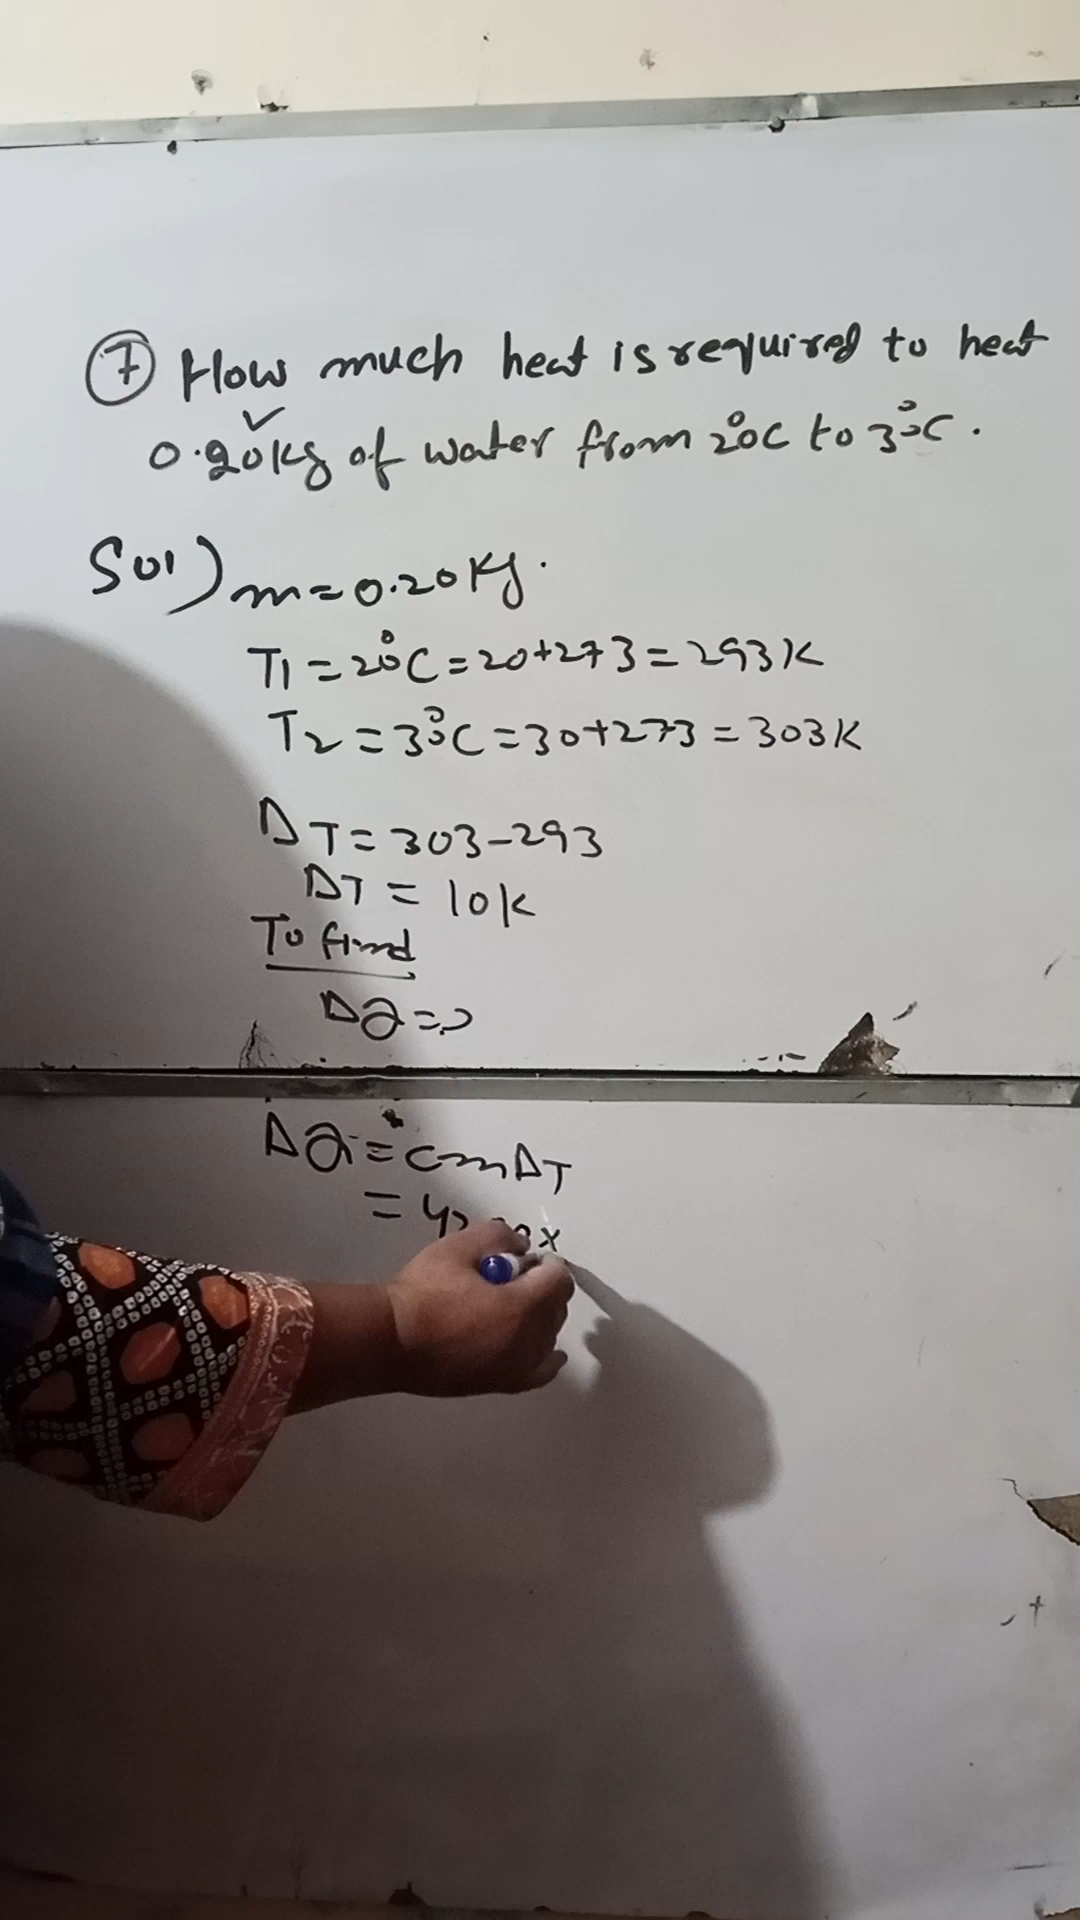 7 How much heat is required to heat
0.20kg of water from 20°C to 30°C.
Sol) m=0.20Kg.
T1=20°C=20+273=293K
T2=30°C=30+273=303K
ΔT=303-293
ΔT=10K
To find
ΔQ=?
ΔQ=cmΔT
=